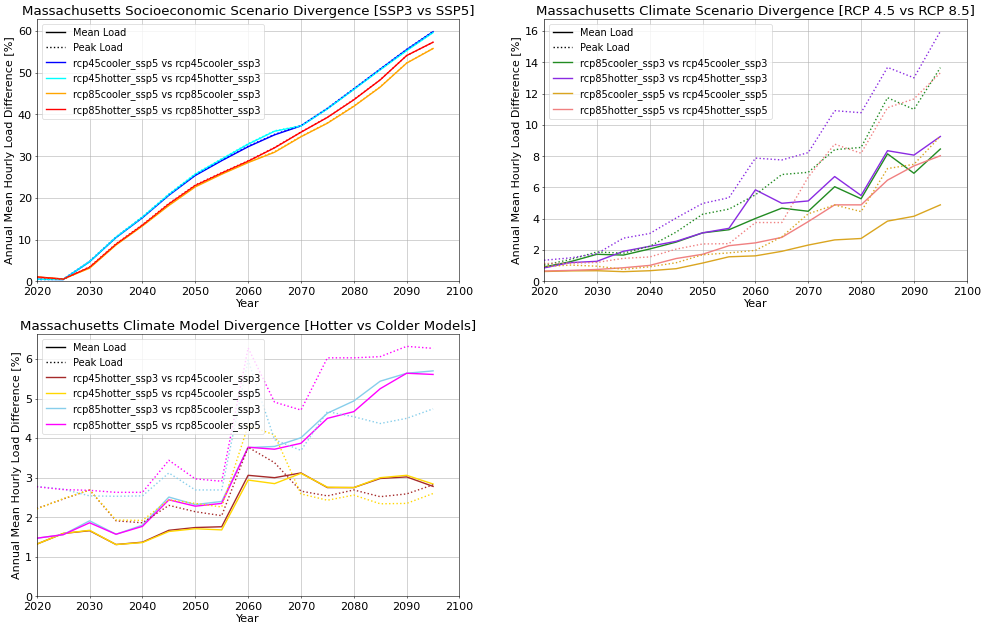 Massachusetts Socioeconomic Scenario Divergence [SSP3 vs SSP5]
Annual Mean Hourly Load Difference [%]
60
50
40
30
20
10
0
Mean Load
Peak Load
rcp45cooler_ssp5 vs rcp45cooler_ssp3
rcp45hotter_ssp5 vs rcp45hotter_ssp3
rcp85cooler_ssp5 vs rcp85cooler_ssp3
rcp85hotter_ssp5 vs rcp85hotter_ssp3
2020 2030 2040 2050 2060 2070 2080 2090 2100
Year
Massachusetts Climate Scenario Divergence [RCP 4.5 vs RCP 8.5]
Annual Mean Hourly Load Difference [%]
16
14
12
10
8
6
4
2
0
Mean Load
Peak Load
rcp85cooler_ssp3 vs rcp45cooler_ssp3
rcp85hotter_ssp3 vs rcp45hotter_ssp3
rcp85cooler_ssp5 vs rcp45cooler_ssp5
rcp85hotter_ssp5 vs rcp45hotter_ssp5
2020 2030 2040 2050 2060 2070 2080 2090 2100
Year
Massachusetts Climate Model Divergence [Hotter vs Colder Models]
Annual Mean Hourly Load Difference [%]
6
5
4
3
2
1
0
Mean Load
Peak Load
rcp45hotter_ssp3 vs rcp45cooler_ssp3
rcp45hotter_ssp5 vs rcp45cooler_ssp5
rcp85hotter_ssp3 vs rcp85cooler_ssp3
rcp85hotter_ssp5 vs rcp85cooler_ssp5
2020 2030 2040 2050 2060 2070 2080 2090 2100
Year